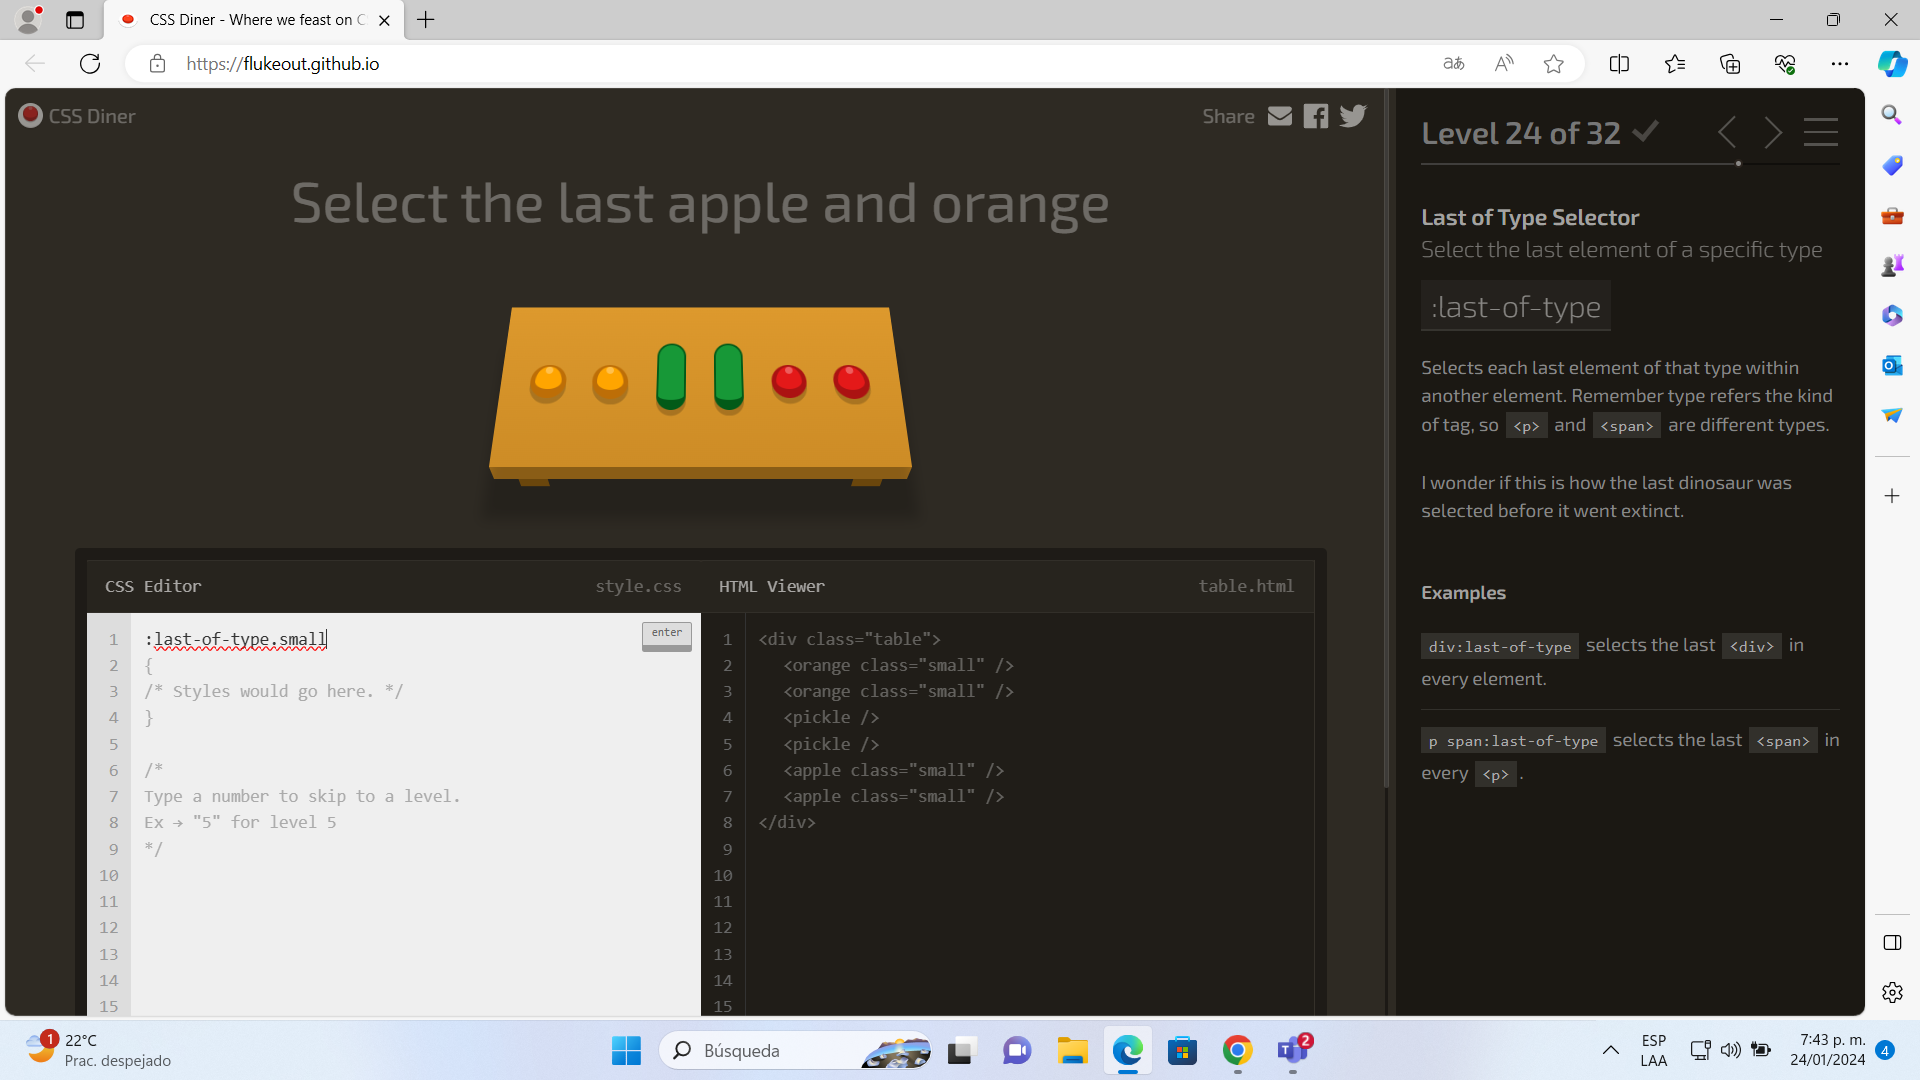 CSS Diner - Where we feast on C
https://flukeout.github.io
CSS Diner
Share
Select the last apple and orange
CSS Editor
style.css
HTML Viewer
table.html
1 :last-of-type.small
enter
2 {
3 /* Styles would go here. */
4 }
5
6 /*
7 Type a number to skip to a level.
8 Ex → "5" for level 5
9 */
10
11
12
13
14
15
1 <div class="table">
2 <orange class="small" />
3 <orange class="small" />
4 <pickle />
5 <pickle />
6 <apple class="small" />
7 <apple class="small" />
8 </div>
9
10
11
12
13
14
15
Level 24 of 32
Last of Type Selector
Select the last element of a specific type
:last-of-type
Selects each last element of that type within
another element. Remember type refers the kind
of tag, so <p> and <span> are different types.
I wonder if this is how the last dinosaur was
selected before it went extinct.
Examples
div:last-of-type selects the last <div> in
every element.
p span:last-of-type selects the last <span> in
every <p> .
1
22°C
Prac. despejado
Búsqueda
2
ESP
LAA
7:43 p. m.
24/01/2024
4